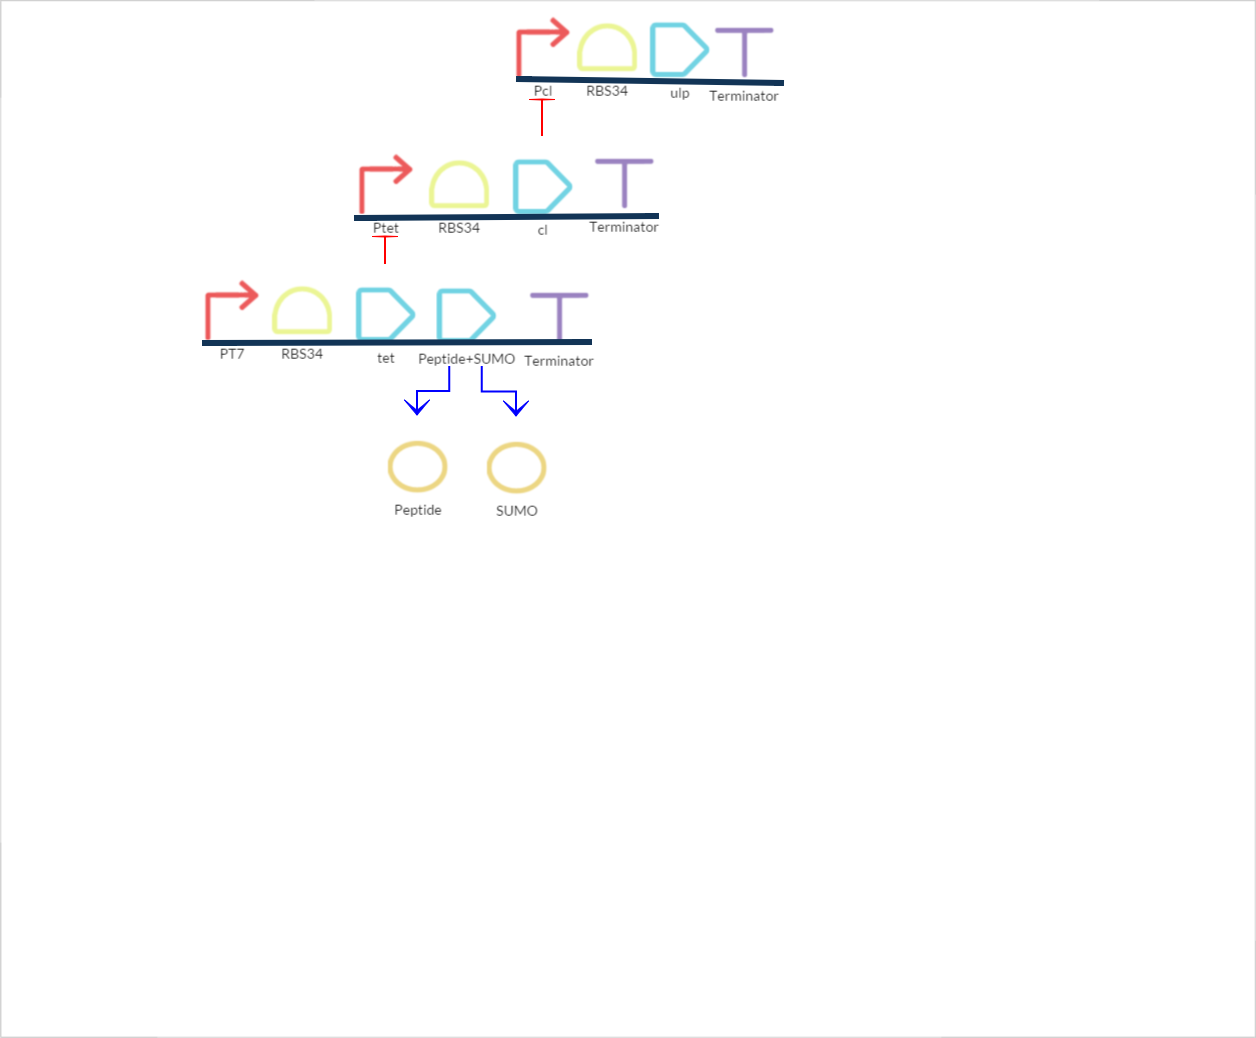 Pcl RBS34 ulp Terminator
Ptet RBS34 cl Terminator
PT7 RBS34 tet Peptide+SUMO Terminator
Peptide SUMO